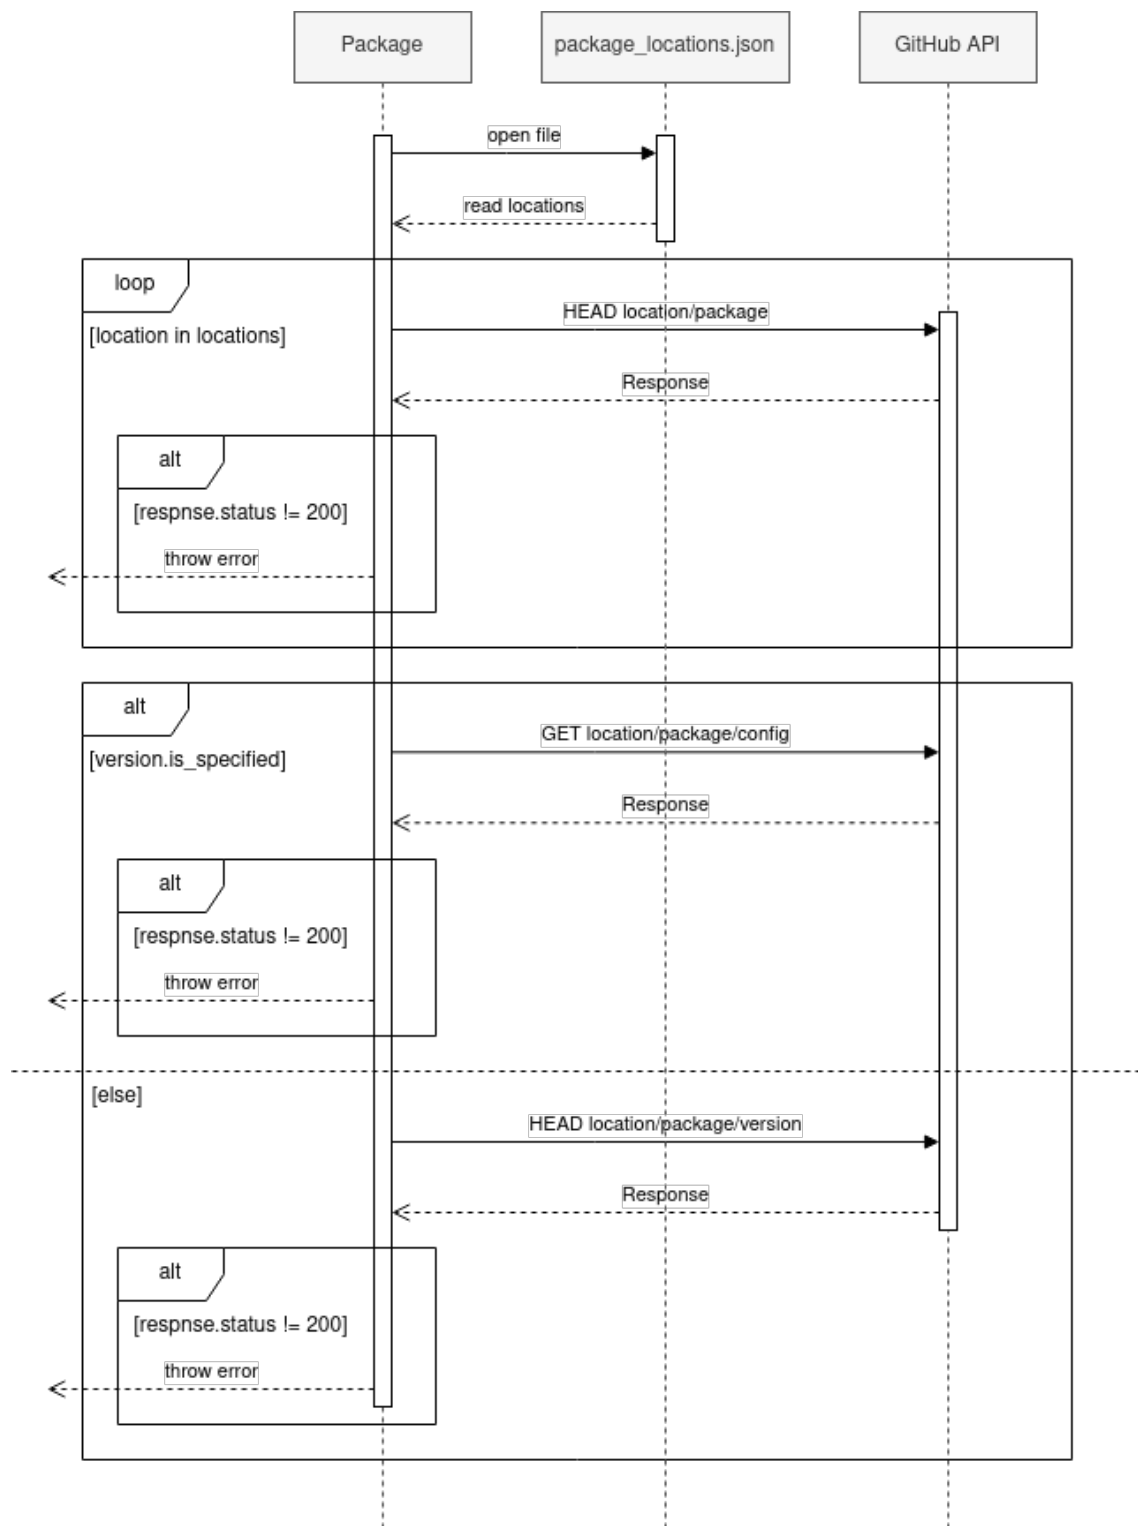 Package
package_locations.json
GitHub API
open file
read locations
loop
HEAD location/package
[location in locations]
Response
alt
[respnse.status != 200]
throw error
alt
GET location/package/config
[version.is_specified]
Response
alt
[respnse.status != 200]
throw error
[else]
HEAD location/package/version
Response
alt
[respnse.status != 200]
throw error